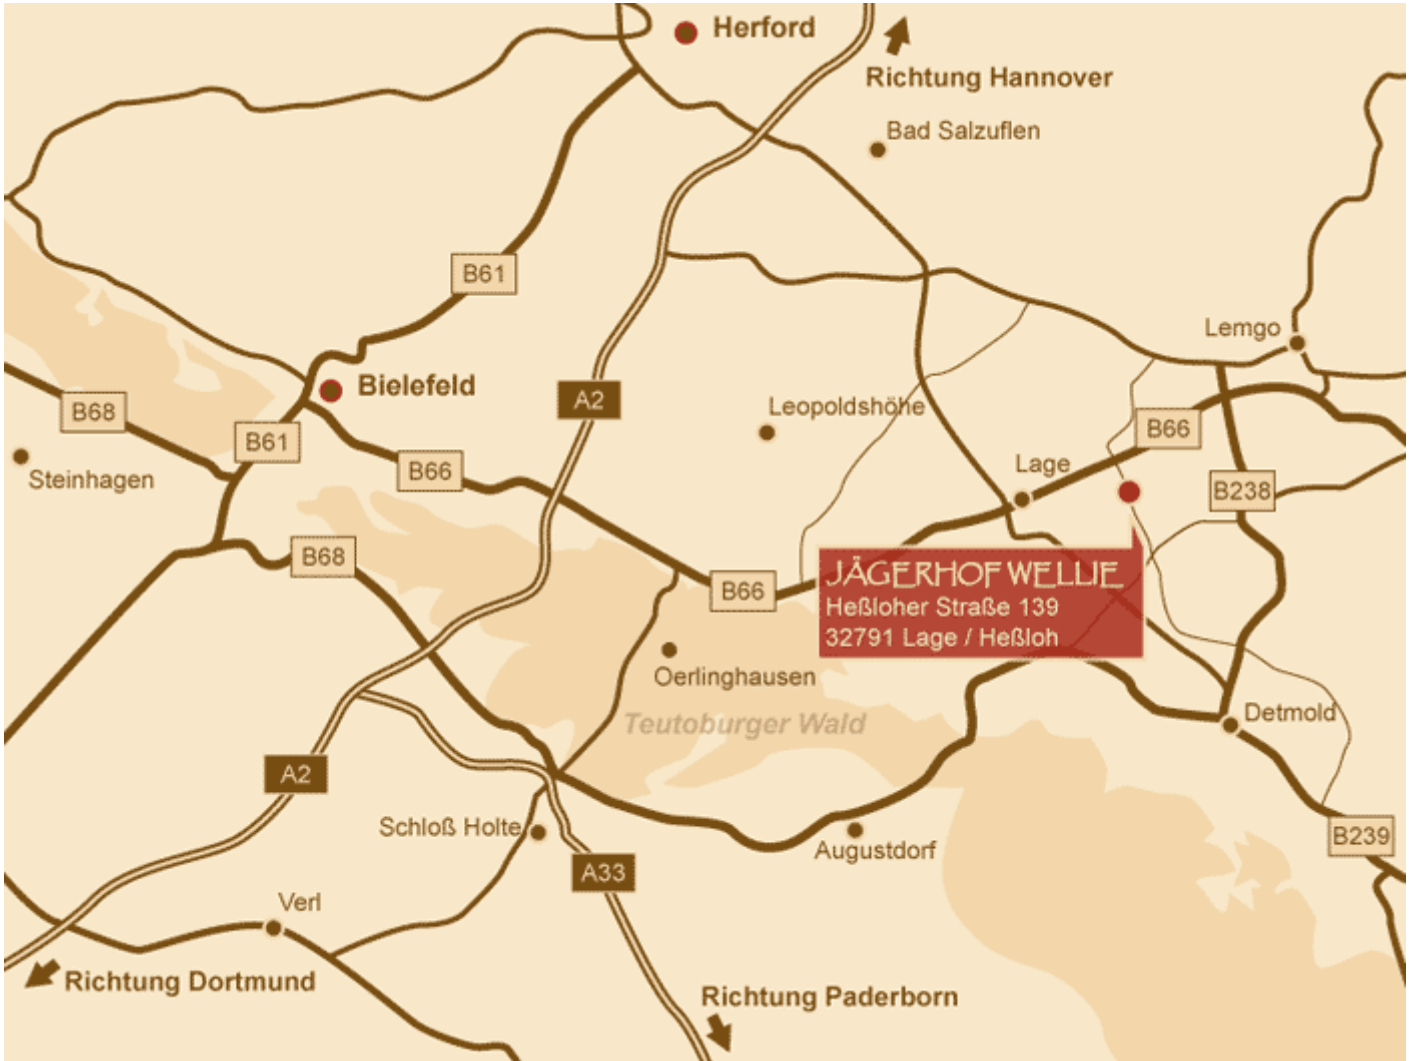 Herford
Richtung Hannover
Bad Salzuflen
B61
Lemgo
Bielefeld
A2
Leopoldshöhe
B68
B66
B61
B66
Lage
Steinhagen
B238
B68
JÄGERHOF WELLIE
Heßloher Straße 139
32791 Lage / Heßloh
B66
Oerlinghausen
Teutoburger Wald
Detmold
A2
Schloß Holte
Augustdorf
B239
A33
Verl
Richtung Dortmund
Richtung Paderborn